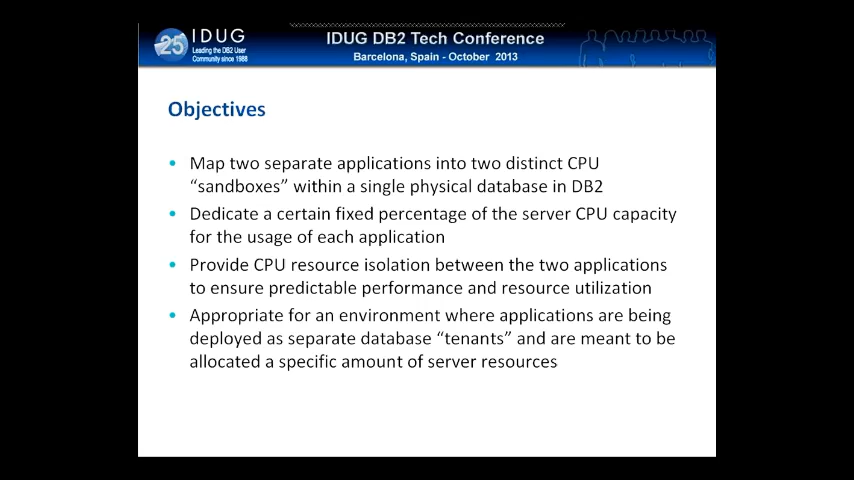 25
IDUG
Leading the DB2 User
Community since 1988
IDUG DB2 Tech Conference
Barcelona, Spain - October 2013
Objectives
• Map two separate applications into two distinct CPU
“sandboxes” within a single physical database in DB2
• Dedicate a certain fixed percentage of the server CPU capacity
for the usage of each application
• Provide CPU resource isolation between the two applications
to ensure predictable performance and resource utilization
• Appropriate for an environment where applications are being
deployed as separate database “tenants” and are meant to be
allocated a specific amount of server resources